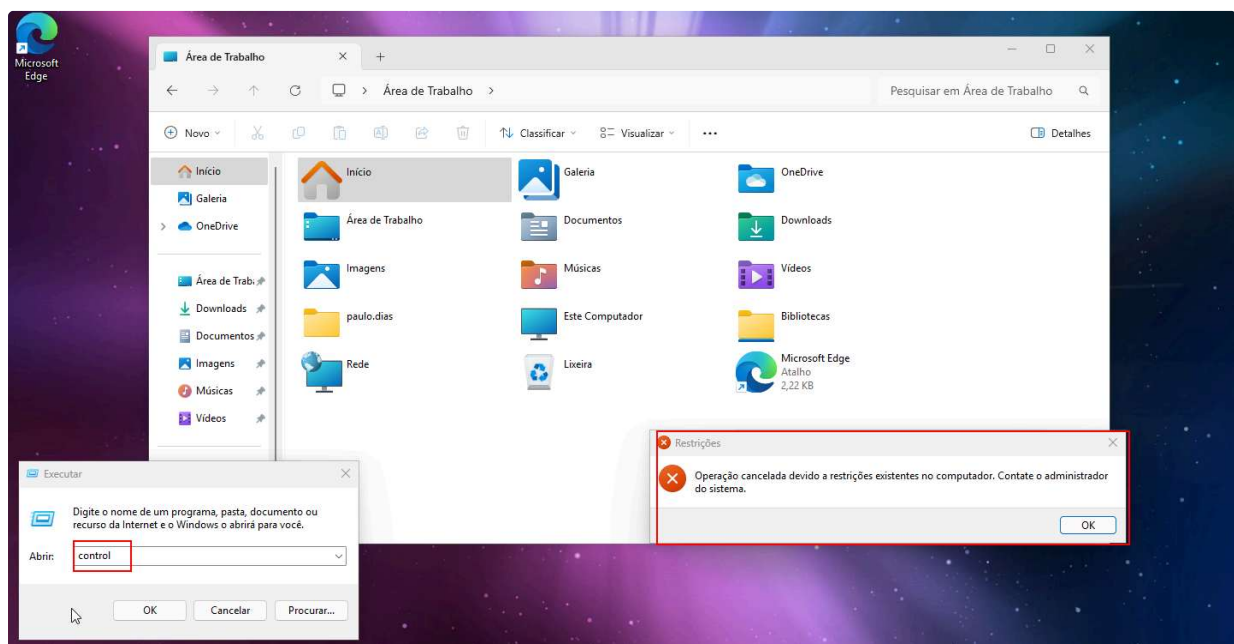 Microsoft
Edge
Área de Trabalho
Área de Trabalho
Pesquisar em Área de Trabalho
Novo
Classificar
Visualizar
Detalhes
Início
Galeria
OneDrive
Área de Trab
Downloads
Documentos
Imagens
Músicas
Vídeos
Início
Galeria
OneDrive
Área de Trabalho
Documentos
Downloads
Imagens
Músicas
Vídeos
paulo.dias
Este Computador
Bibliotecas
Rede
Lixeira
Microsoft Edge
Atalho
2,22 KB
Restrições
Operação cancelada devido a restrições existentes no computador. Contate o administrador
do sistema.
OK
Executar
Digite o nome de um programa, pasta, documento ou
recurso da Internet e o Windows o abrirá para você.
Abrir: control
OK Cancelar Procurar...